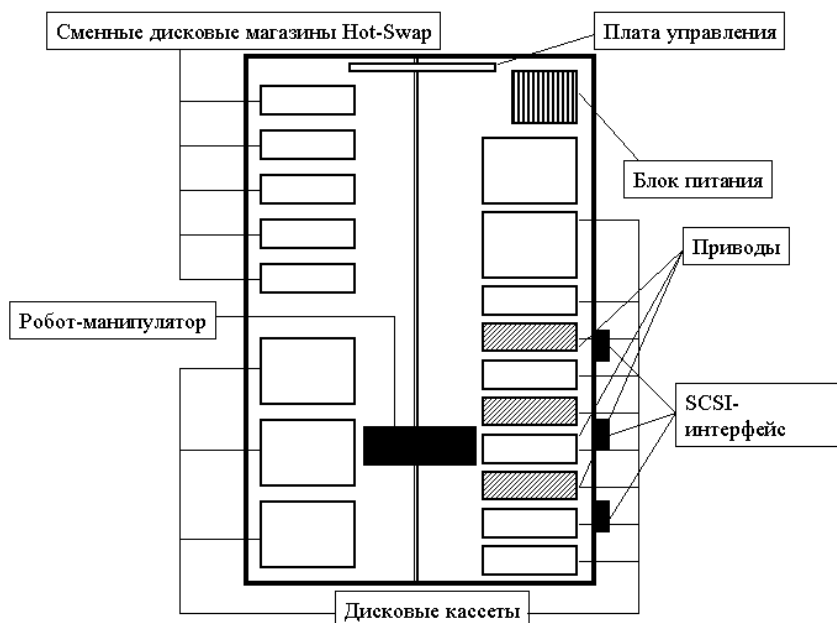 Сменные дисковые магазины Hot-Swap
Плата управления
Блок питания
Приводы
Робот-манипулятор
SCSI-
интерфейс
Дисковые кассеты